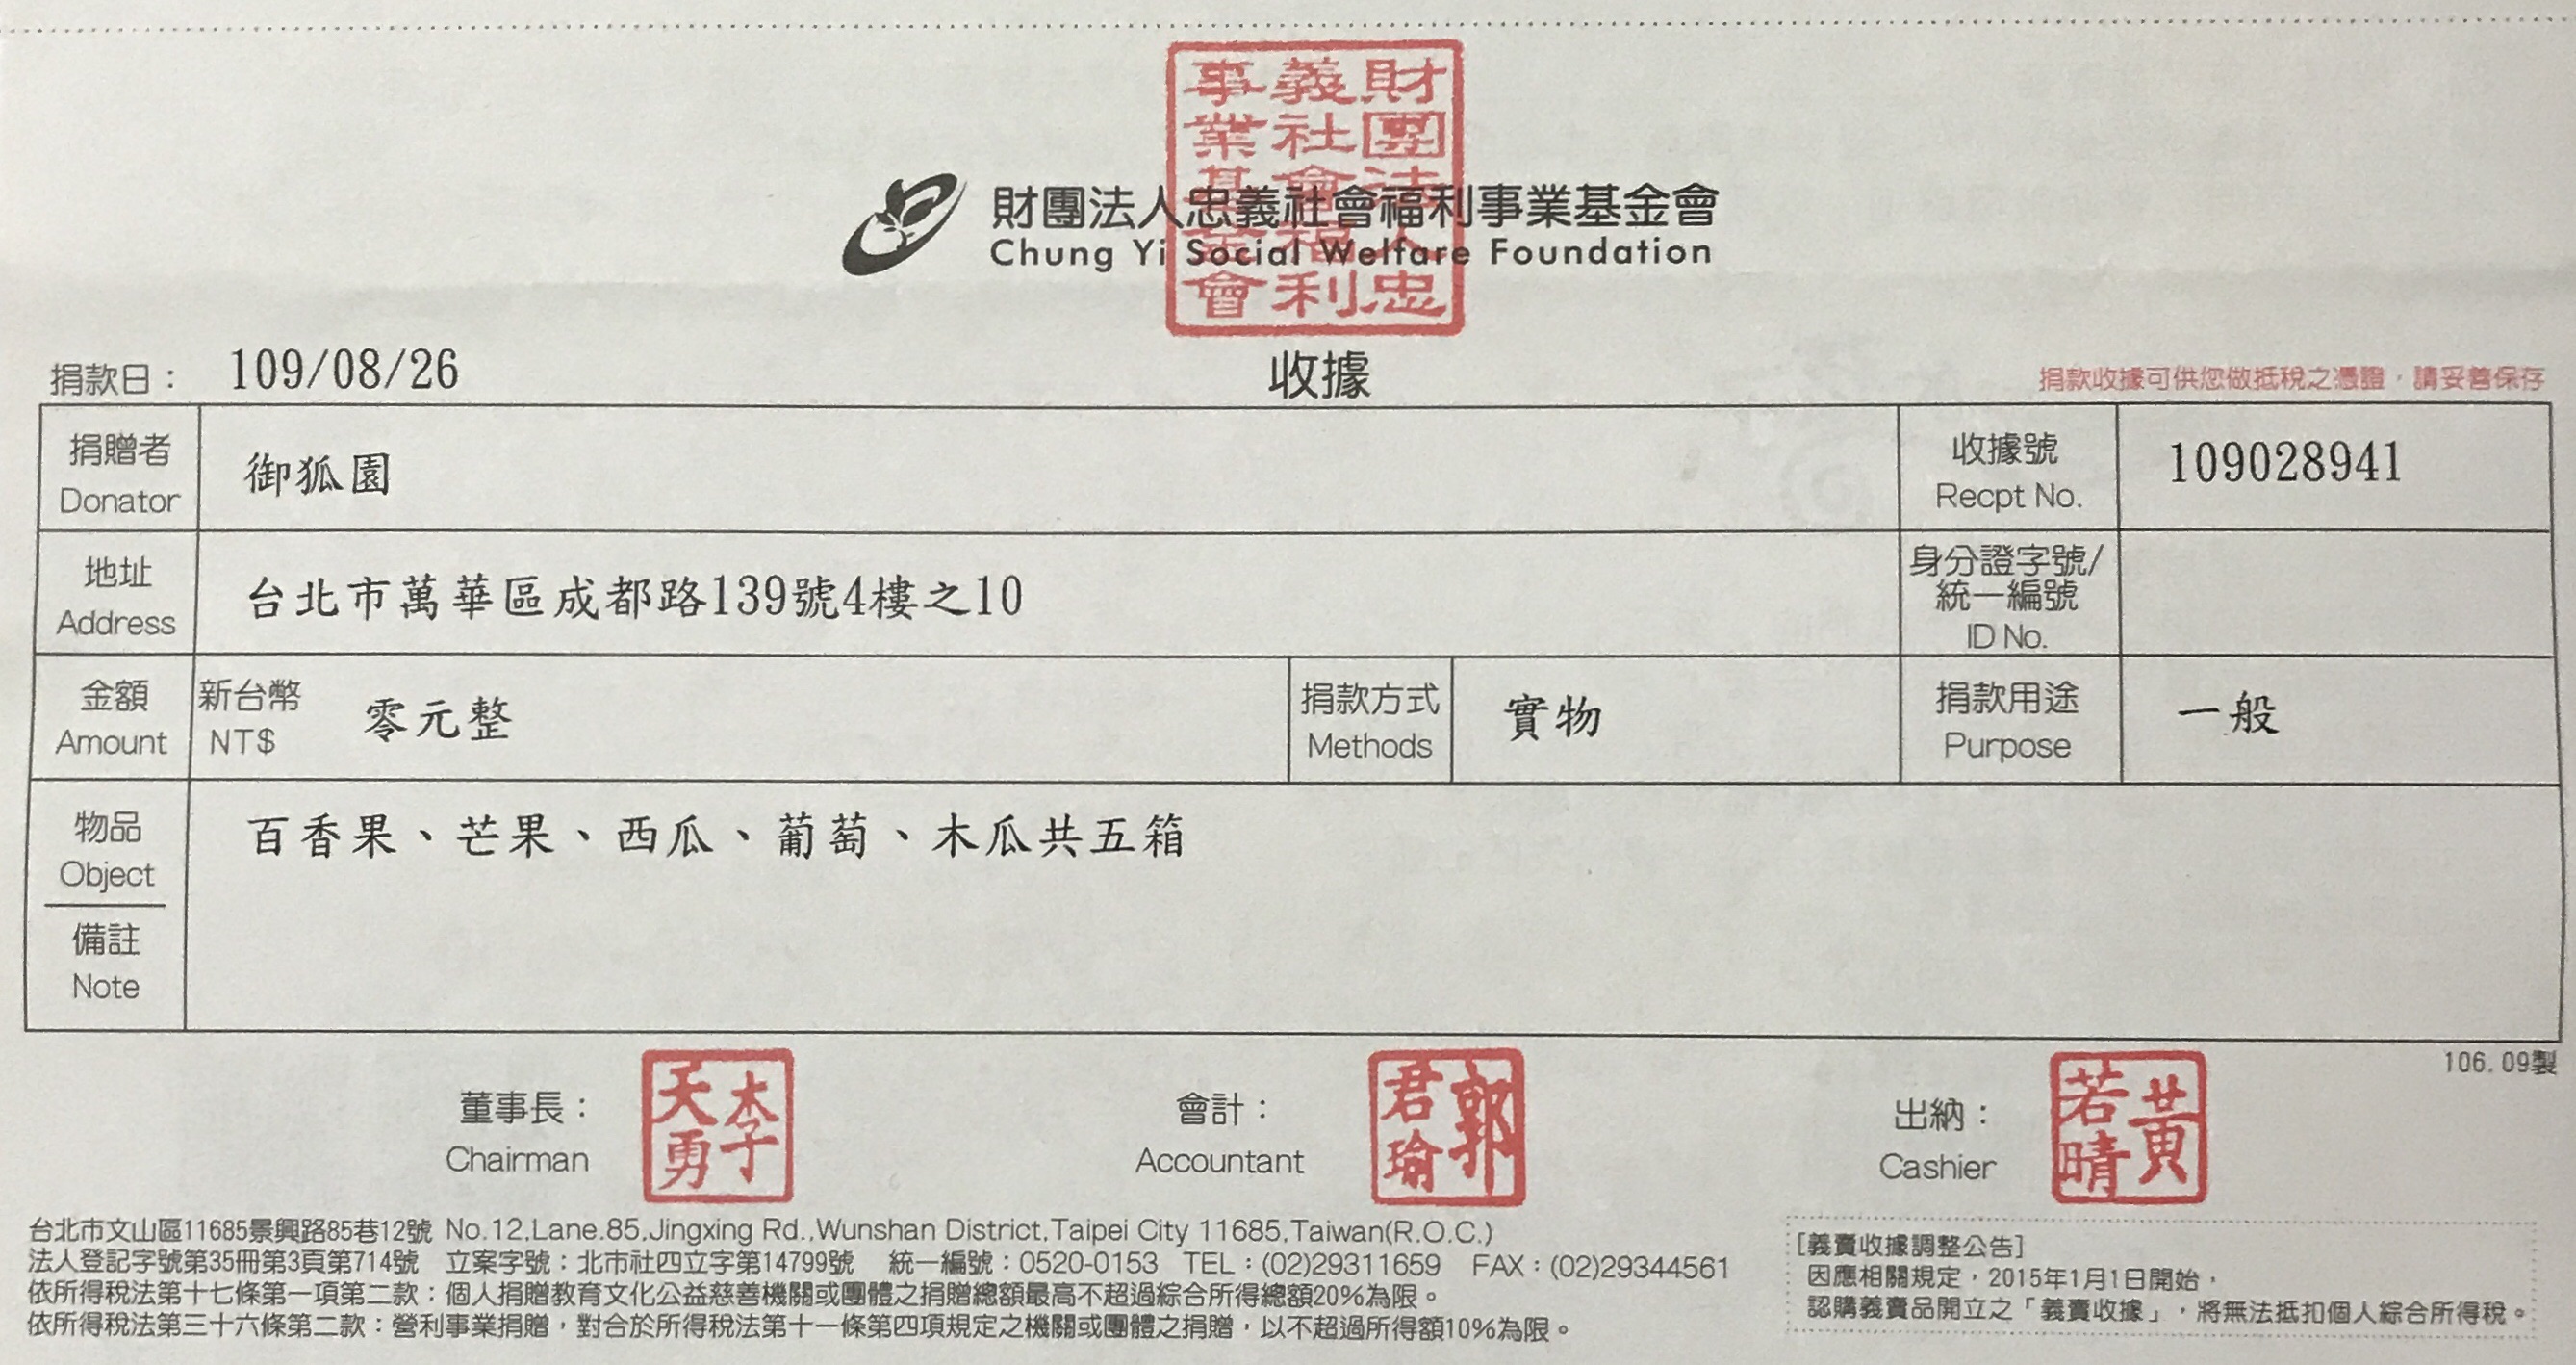 財團法人忠義社會福利事業基金會
財團法人忠義社會福利事業基金會
Chung Yi Social Welfare Foundation
收據
捐款日： 109/08/26
捐款收據可供您做抵稅之憑證，請妥善保存
捐贈者 御狐園 收據號 109028941
Donator Recpt No.
地址 台北市萬華區成都路139號4樓之10 身分證字號/
統一編號
Address ID No.
金額 新台幣 零元整 捐款方式 實物 捐款用途 一般
Amount NT$ Methods Purpose
物品 百香果、芒果、西瓜、葡萄、木瓜共五箱
Object
備註
Note
106.09製
董事長： 李天勇 會計： 郭君瑜 出納： 黃若晴
Chairman Accountant Cashier
台北市文山區11685景興路85巷12號 No.12,Lane.85,Jingxing Rd.,Wunshan District,Taipei City 11685,Taiwan(R.O.C.)
法人登記字號第35冊第3頁第714號 立案字號：北市社四立字第14799號 統一編號：0520-0153 TEL：(02)29311659 FAX：(02)29344561
依所得稅法第十七條第一項第二款：個人捐贈教育文化公益慈善機關或團體之捐贈總額最高不超過綜合所得總額20%為限。
依所得稅法第三十六條第二款：營利事業捐贈，對合於所得稅法第十一條第四項規定之機關或團體之捐贈，以不超過所得額10%為限。
[義賣收據調整公告]
因應相關規定，2015年1月1日開始，
認購義賣品開立之「義賣收據」，將無法抵扣個人綜合所得稅。